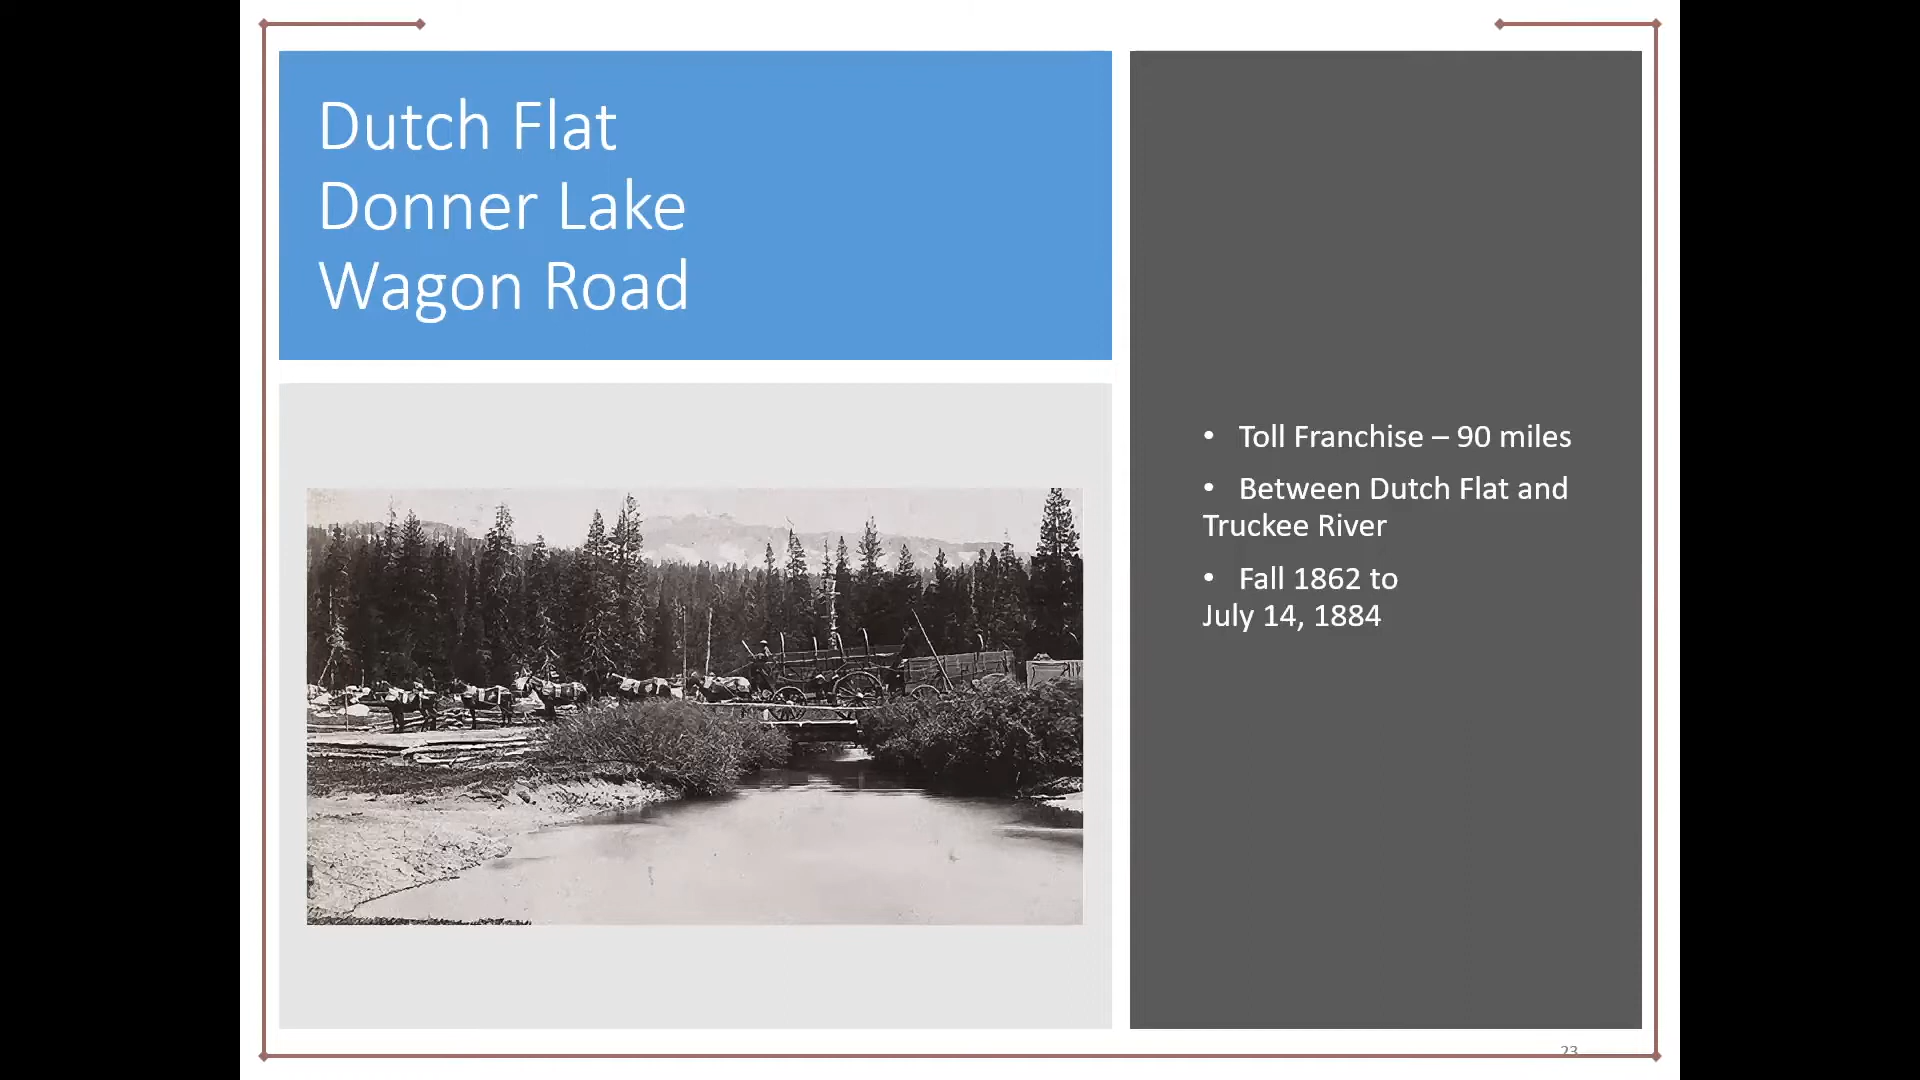 Dutch Flat
Donner Lake
Wagon Road
• Toll Franchise – 90 miles
• Between Dutch Flat and
Truckee River
• Fall 1862 to
July 14, 1884
23